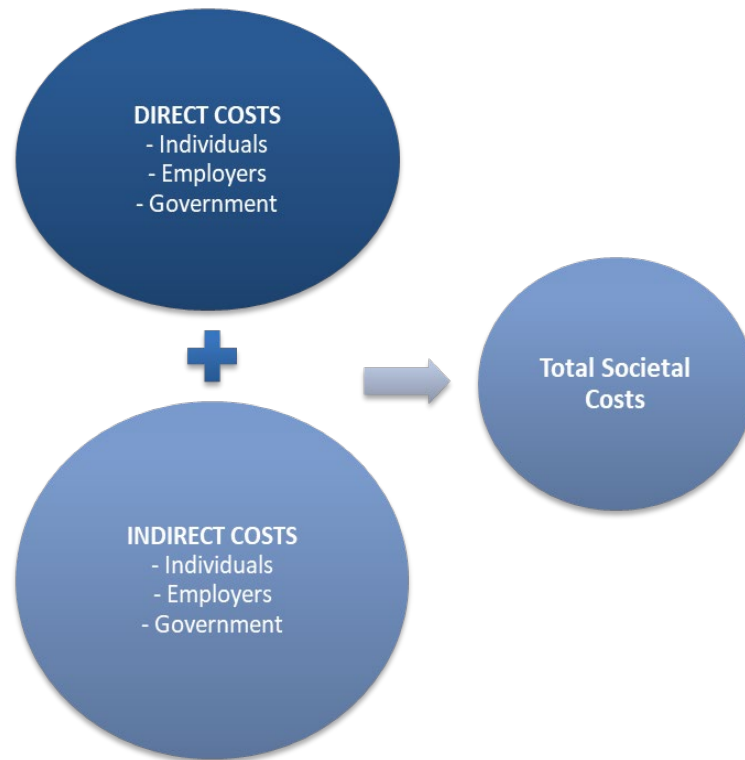 DIRECT COSTS
- Individuals
- Employers
- Government
INDIRECT COSTS
- Individuals
- Employers
- Government
Total Societal
Costs